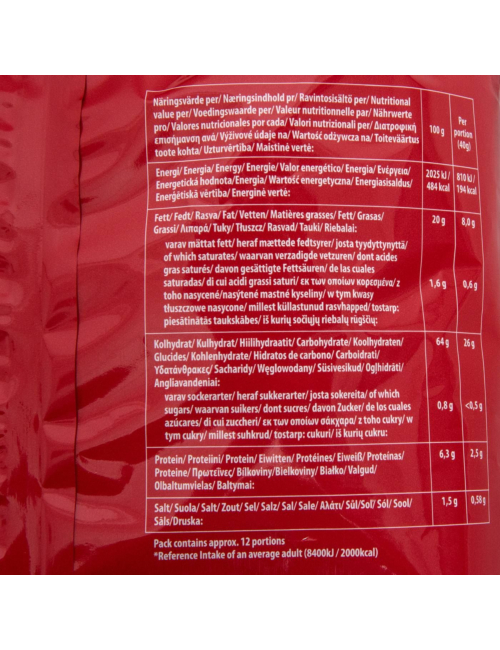 Näringsvärde per/ Næringsindhold pr/ Ravintosisältö per/ Nutritional
value per/ Voedingswaarde per/ Valeur nutritionnelle par/ Nährwerte
pro/ Valores nutricionales por cada/ Valori nutrizionali per/ Διατροφική
επισήμανση ανά/ Výživové údaje na/ Wartość odżywcza na/ Toiteväärtus
toote kohta/ Uzturvērtība/ Maistinė vertė:
100 g
Per
portion
(40g)
Energi/ Energia/ Energy/ Energie/ Valor energético/ Energia/ Ενέργεια/
Energetická hodnota/ Energia/ Wartość energetyczna/ Energiasisaldus/
Enerģētiskā vērtība/ Energinė vertė:
2025 kJ /
484 kcal
810 kJ/
194 kcal
Fett/ Fedt/ Rasva/ Fat/ Vetten/ Matières grasses/ Fett/ Grasas/
Grassi/ Λιπαρά/ Tuky/ Tłuszcz/ Rasvad/ Tauki/ Riebalai:
20 g
8,0 g
varav mättat fett/ heraf mættede fedtsyrer/ josta tyydyttynyttä/
of which saturates/ waarvan verzadigde vetzuren/ dont acides
gras saturés/ davon gesättigte Fettsäuren/ de las cuales
saturadas/ di cui acidi grassi saturi/ εκ των οποίων κορεσμένα/ z
toho nasycené/nasýtené mastné kyseliny/ w tym kwasy
tłuszczowe nasycone/ millest küllastunud rasvhapped/ tostarp:
piesātinātās taukskābes/ iš kurių sočiųjų riebalų rūgščių:
1,6 g
0,6 g
Kolhydrat/ Kulhydrat/ Hiilihydraatit/ Carbohydrate/ Koolhydraten/
Glucides/ Kohlenhydrate/ Hidratos de carbono/ Carboidrati/
Υδατάνθρακες/ Sacharidy/ Węglowodany/ Süsivesikud/ Ogļhidrāti/
Angliavandeniai:
64 g
26 g
varav sockerarter/ heraf sukkerarter/ josta sokereita/ of which
sugars/ waarvan suikers/ dont sucres/ davon Zucker/ de los cuales
azúcares/ di cui zuccheri/ εκ των οποίων σάκχαρα/ z toho cukry/ w
tym cukry/ millest suhkrud/ tostarp: cukuri/ iš kurių cukrų:
0,8 g
<0,5 g
Protein/ Proteiini/ Protein/ Eiwitten/ Protéines/ Eiweiß/ Proteínas/
Proteine/ Πρωτεΐνες/ Bílkoviny/Bielkoviny/ Białko/ Valgud/
Olbaltumvielas/ Baltymai:
6,3 g
2,5 g
Salt/ Suola/ Salt/ Zout/ Sel/ Salz/ Sal/ Sale/ Αλάτι/ Sůl/Soľ/ Sól/ Sool/
Sāls/Druska:
1,5 g
0,58 g
Pack contains approx. 12 portions
*Reference Intake of an average adult (8400kJ / 2000kcal)